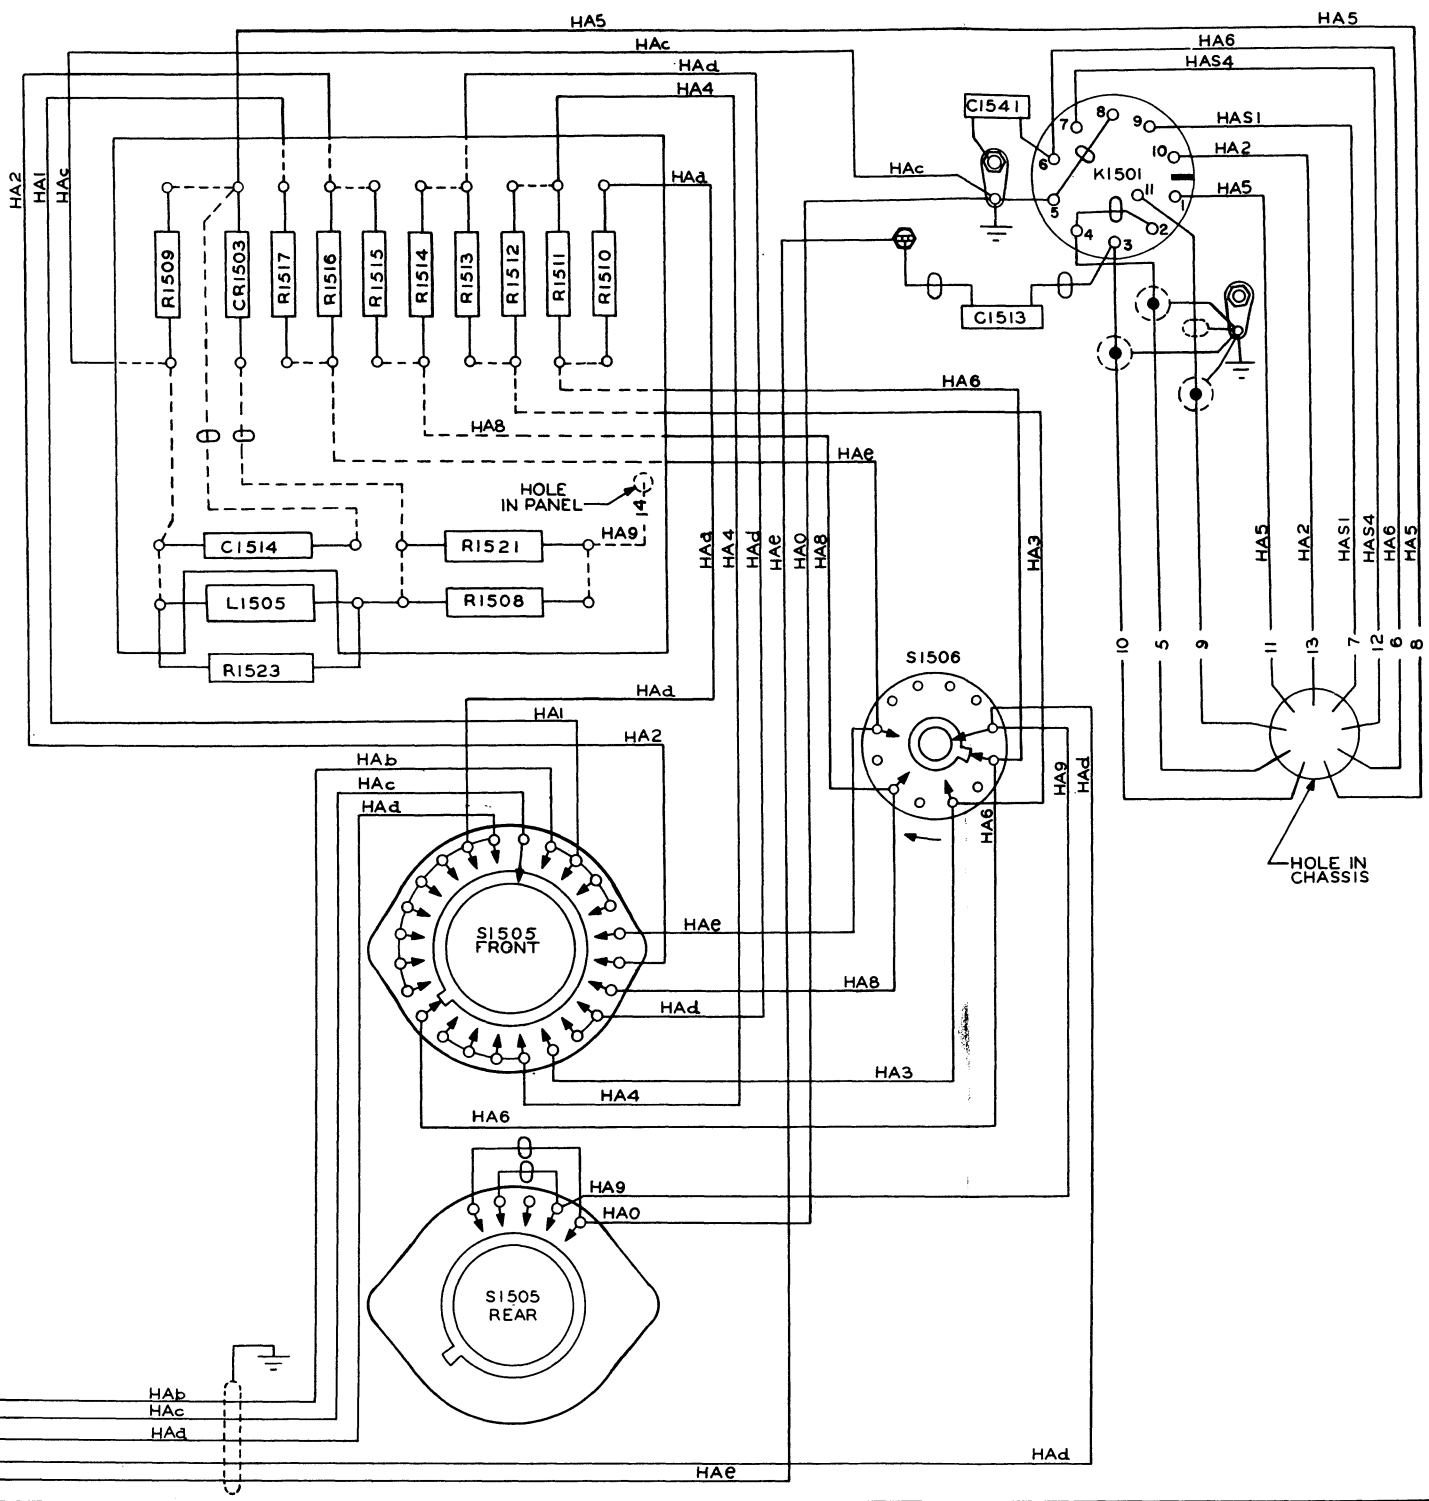 HA5
HA5
HAc
HA6
HAd
HAS4
HA4
C1541
8
7
9
HAS1
6
10
HA2
HAc
K1501
HA2
HA1
HAc
HAd
11
HA5
5
1
4
2
3
R1509
CR1503
R1517
R1516
R1515
R1514
R1513
R1512
R1511
R1510
C1513
HA6
HA8
HAe
HOLE
IN PANEL
14
HA9
C1514
R1521
HAd
HA4
HAd
HAe
HA0
HA8
HA3
HA5
HA2
HAS1
HAS4
HA6
HA5
L1505
R1508
R1523
10
5
9
11
13
7
12
6
8
S1506
HAd
HA1
HA2
HAb
HAc
HAd
HA9
HAd
HA6
HOLE IN
CHASSIS
S1505
FRONT
HAe
HA8
HAd
HA3
HA4
HA6
HA9
HA0
S1505
REAR
HAb
HAc
HAd
HAd
HAe